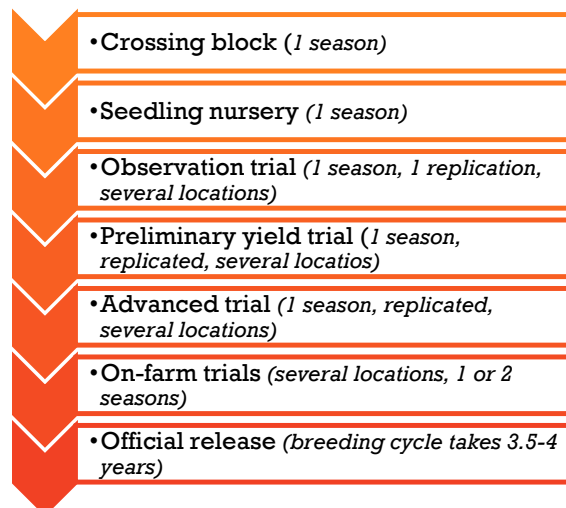 •Crossing block (1 season)
•Seedling nursery (1 season)
•Observation trial (1 season, 1 replication,
several locations)
•Preliminary yield trial (1 season,
replicated, several locatios)
•Advanced trial (1 season, replicated,
several locations)
•On-farm trials (several locations, 1 or 2
seasons)
•Official release (breeding cycle takes 3.5-4
years)